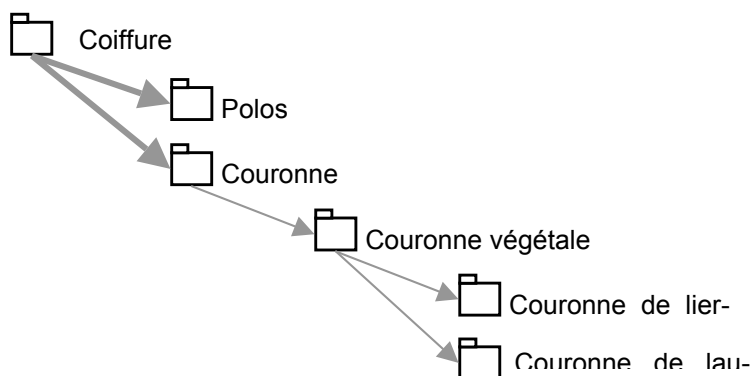 Coiffure
Polos
Couronne
Couronne végétale
Couronne de lier-
Couronne de lau-